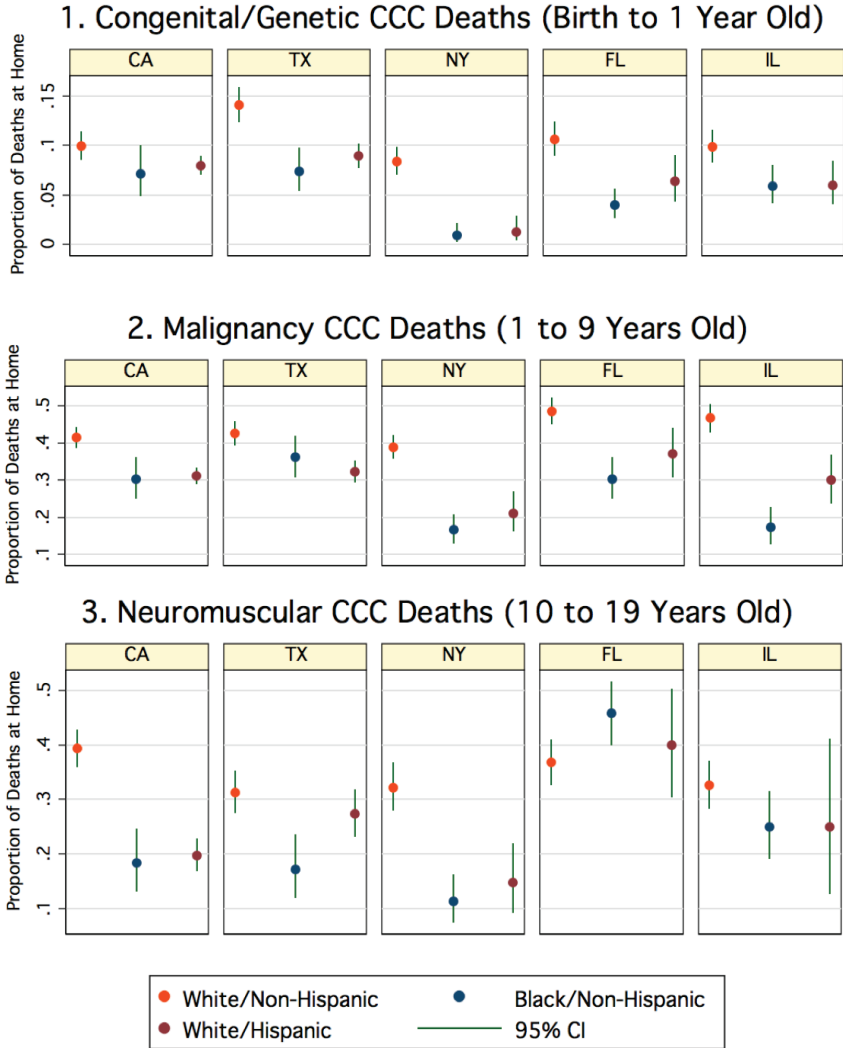 1. Congenital/Genetic CCC Deaths (Birth to 1 Year Old)
CA TX NY FL IL
Proportion of Deaths at Home
.15
.1
.05
0
2. Malignancy CCC Deaths (1 to 9 Years Old)
CA TX NY FL IL
Proportion of Deaths at Home
.5
.4
.3
.2
.1
3. Neuromuscular CCC Deaths (10 to 19 Years Old)
CA TX NY FL IL
Proportion of Deaths at Home
.5
.4
.3
.2
.1
White/Non-Hispanic Black/Non-Hispanic
White/Hispanic 95% CI